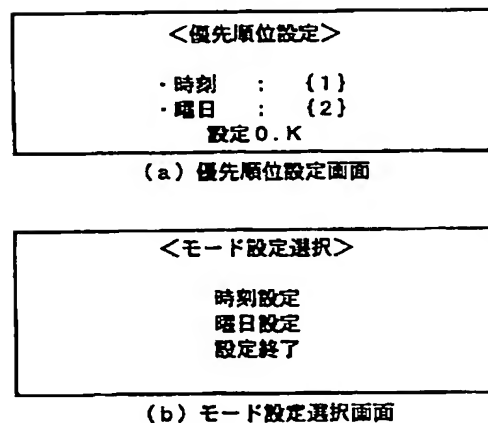 ＜優先順位設定＞
・時刻 : {1}
・曜日 : {2}
設定O.K
(a) 優先順位設定画面
＜モード設定選択＞
時刻設定
曜日設定
設定終了
(b) モード設定選択画面